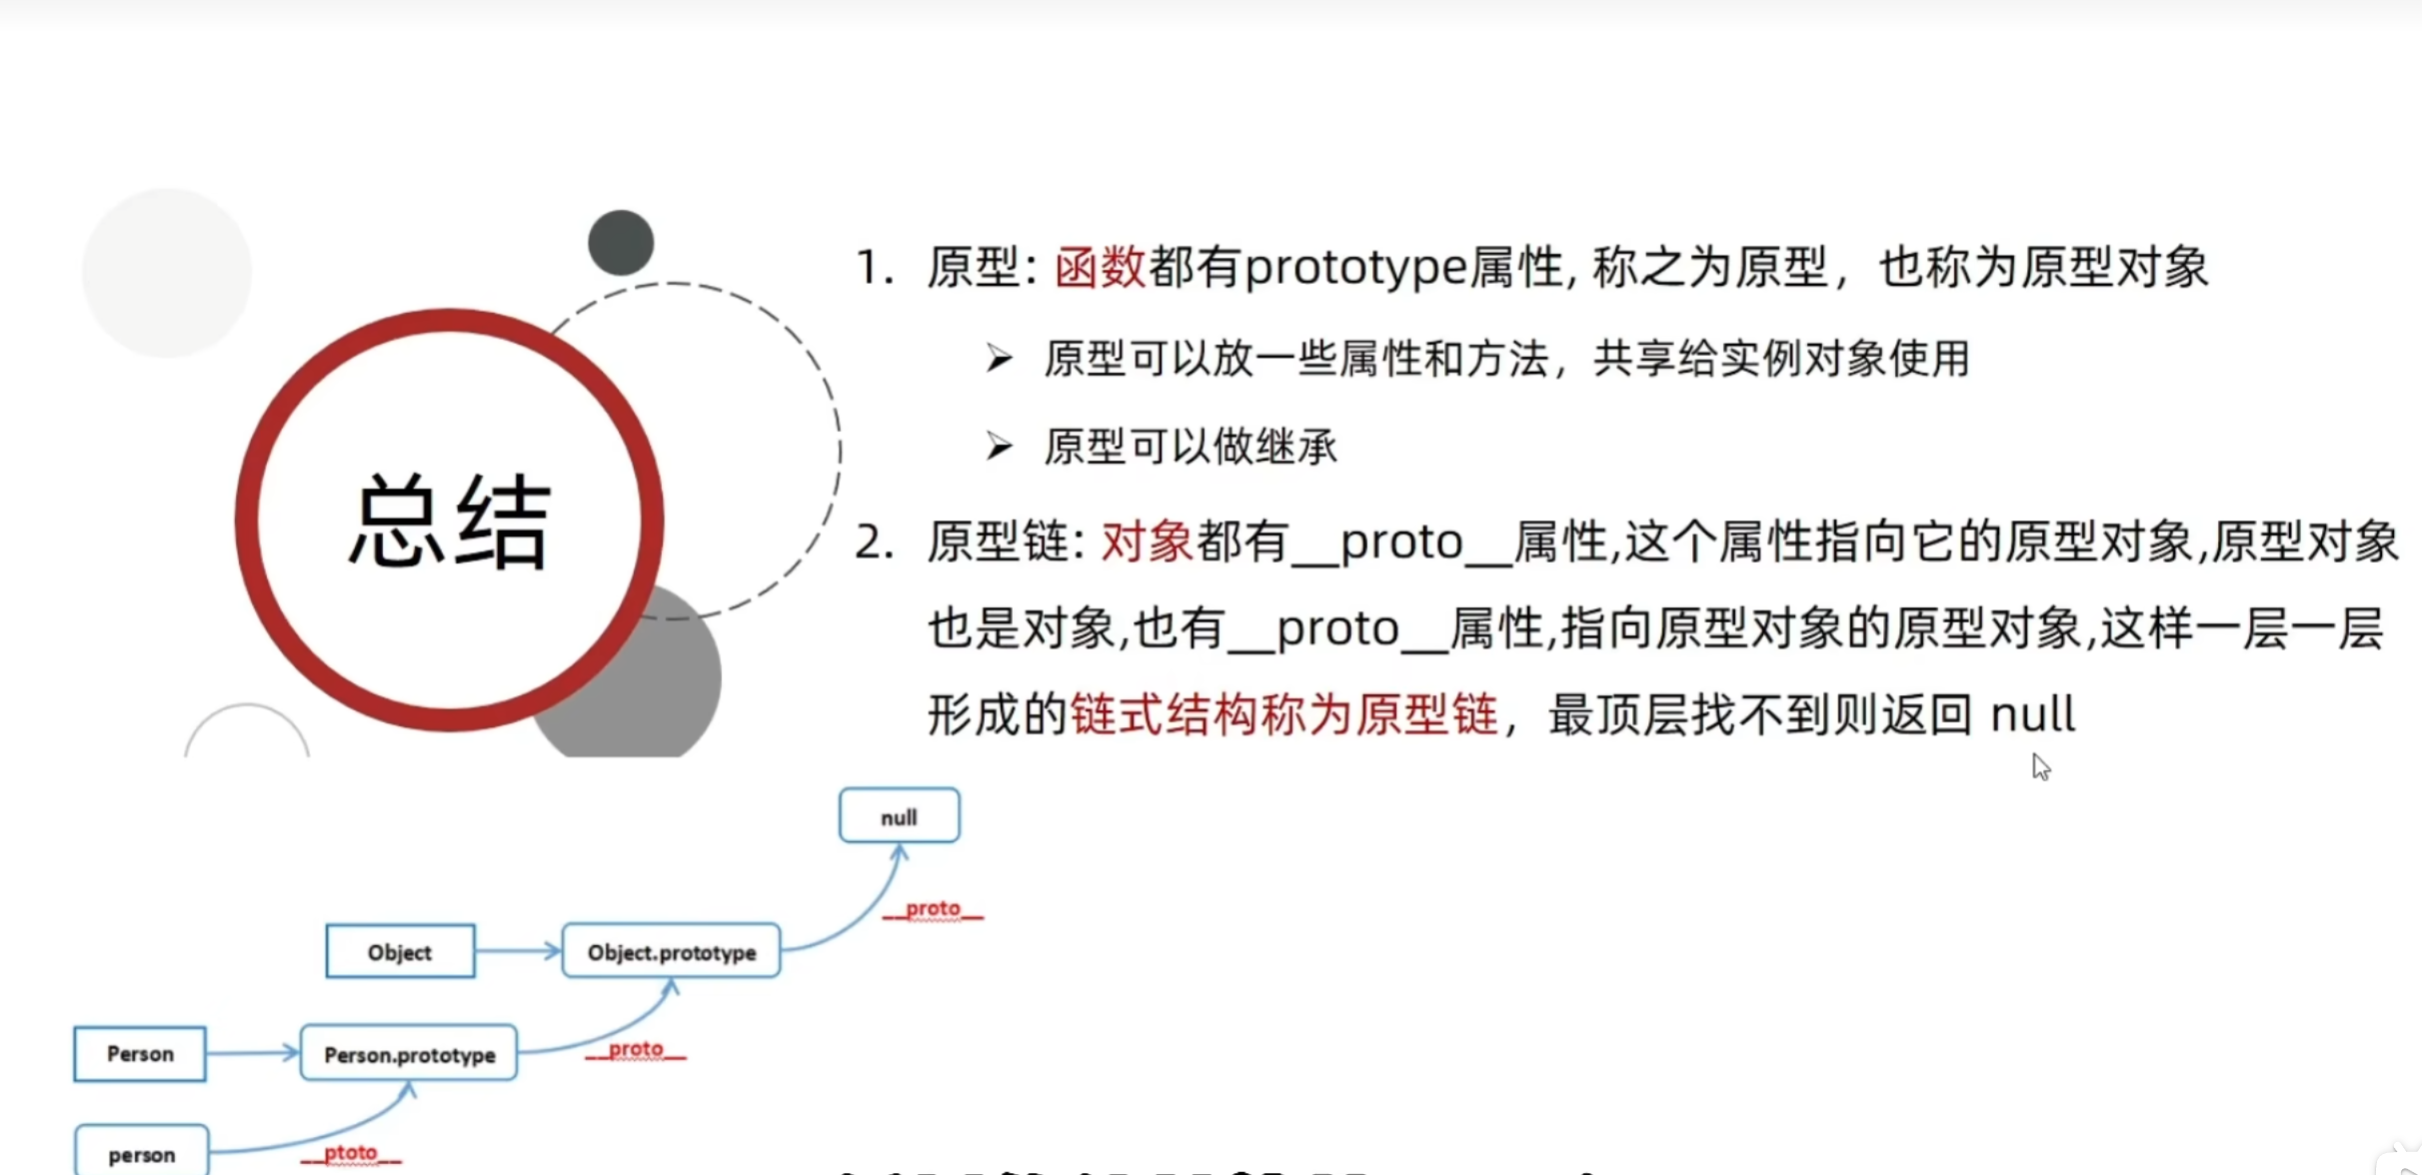 总结
1. 原型: 函数都有prototype属性, 称之为原型，也称为原型对象
➢ 原型可以放一些属性和方法，共享给实例对象使用
➢ 原型可以做继承
2. 原型链: 对象都有__proto__属性,这个属性指向它的原型对象,原型对象
也是对象,也有__proto__属性,指向原型对象的原型对象,这样一层一层
形成的链式结构称为原型链，最顶层找不到则返回 null
null
__proto__
Object
Object.prototype
Person
Person.prototype
__proto__
person
__ptoto__